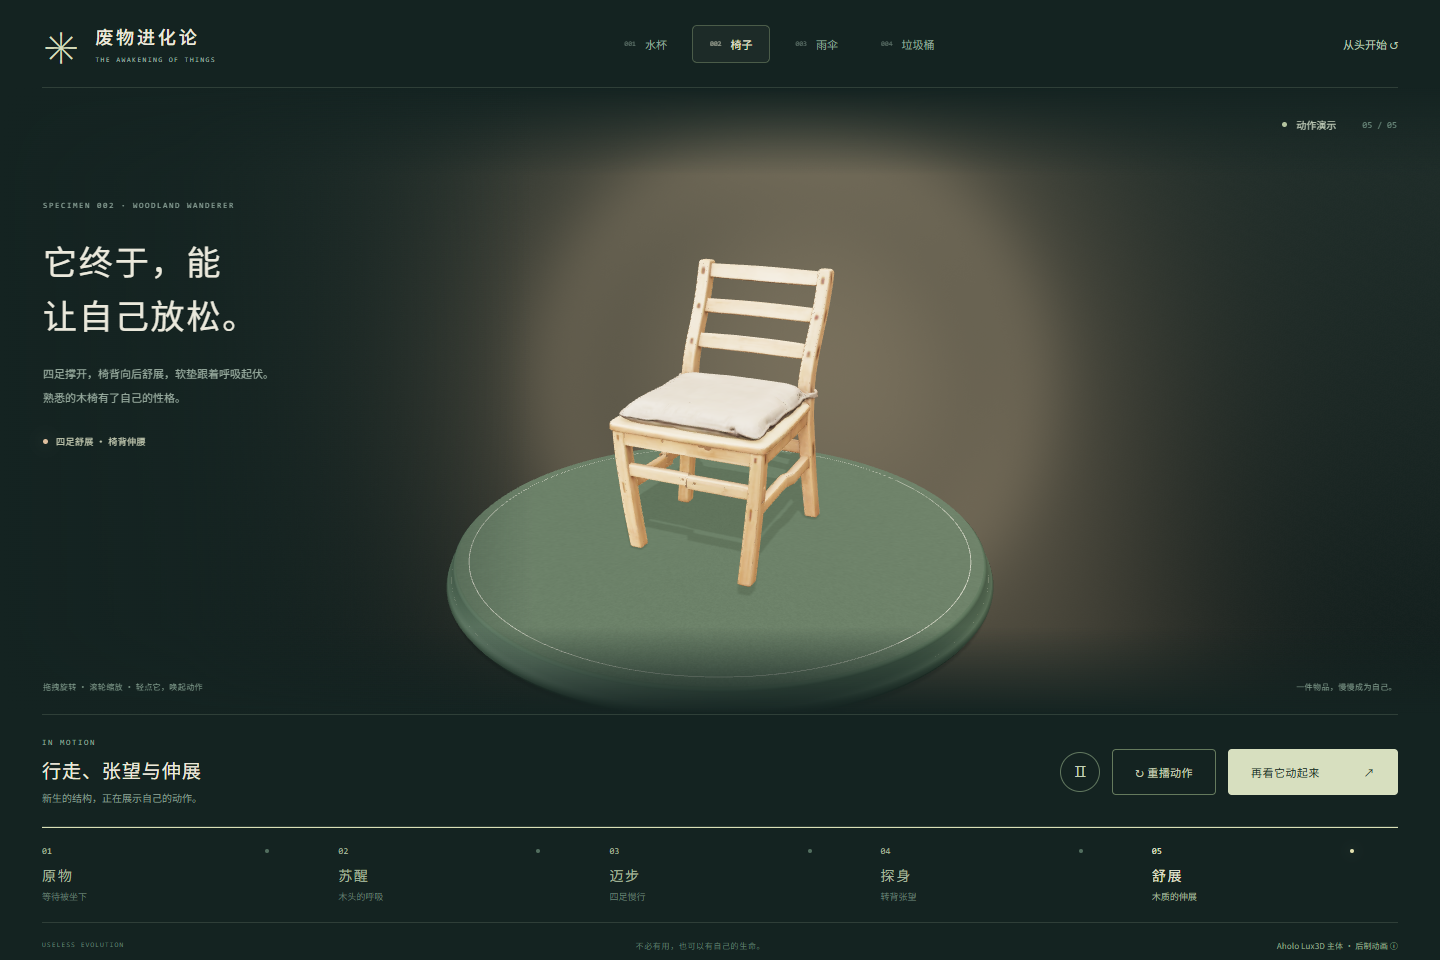 废物进化论
THE AWAKENING OF THINGS
001 水杯
002 椅子
003 雨伞
004 垃圾桶
从头开始 ↺
动作演示 05 / 05
SPECIMEN 002 · WOODLAND WANDERER
它终于，能
让自己放松。
四足撑开，椅背向后舒展，软垫跟着呼吸起伏。
熟悉的木椅有了自己的性格。
四足舒展 · 椅背伸腰
拖拽旋转 · 滚轮缩放 · 轻点它，唤起动作
一件物品，慢慢成为自己。
IN MOTION
行走、张望与伸展
新生的结构，正在展示自己的动作。
↻ 重播动作
再看它动起来 ↗
01
原物
等待被坐下
02
苏醒
木头的呼吸
03
迈步
四足慢行
04
探身
转背张望
05
舒展
木质的伸展
USELESS EVOLUTION
不必有用，也可以有自己的生命。
Aholo Lux3D 主体 · 后制动画 ⓘ